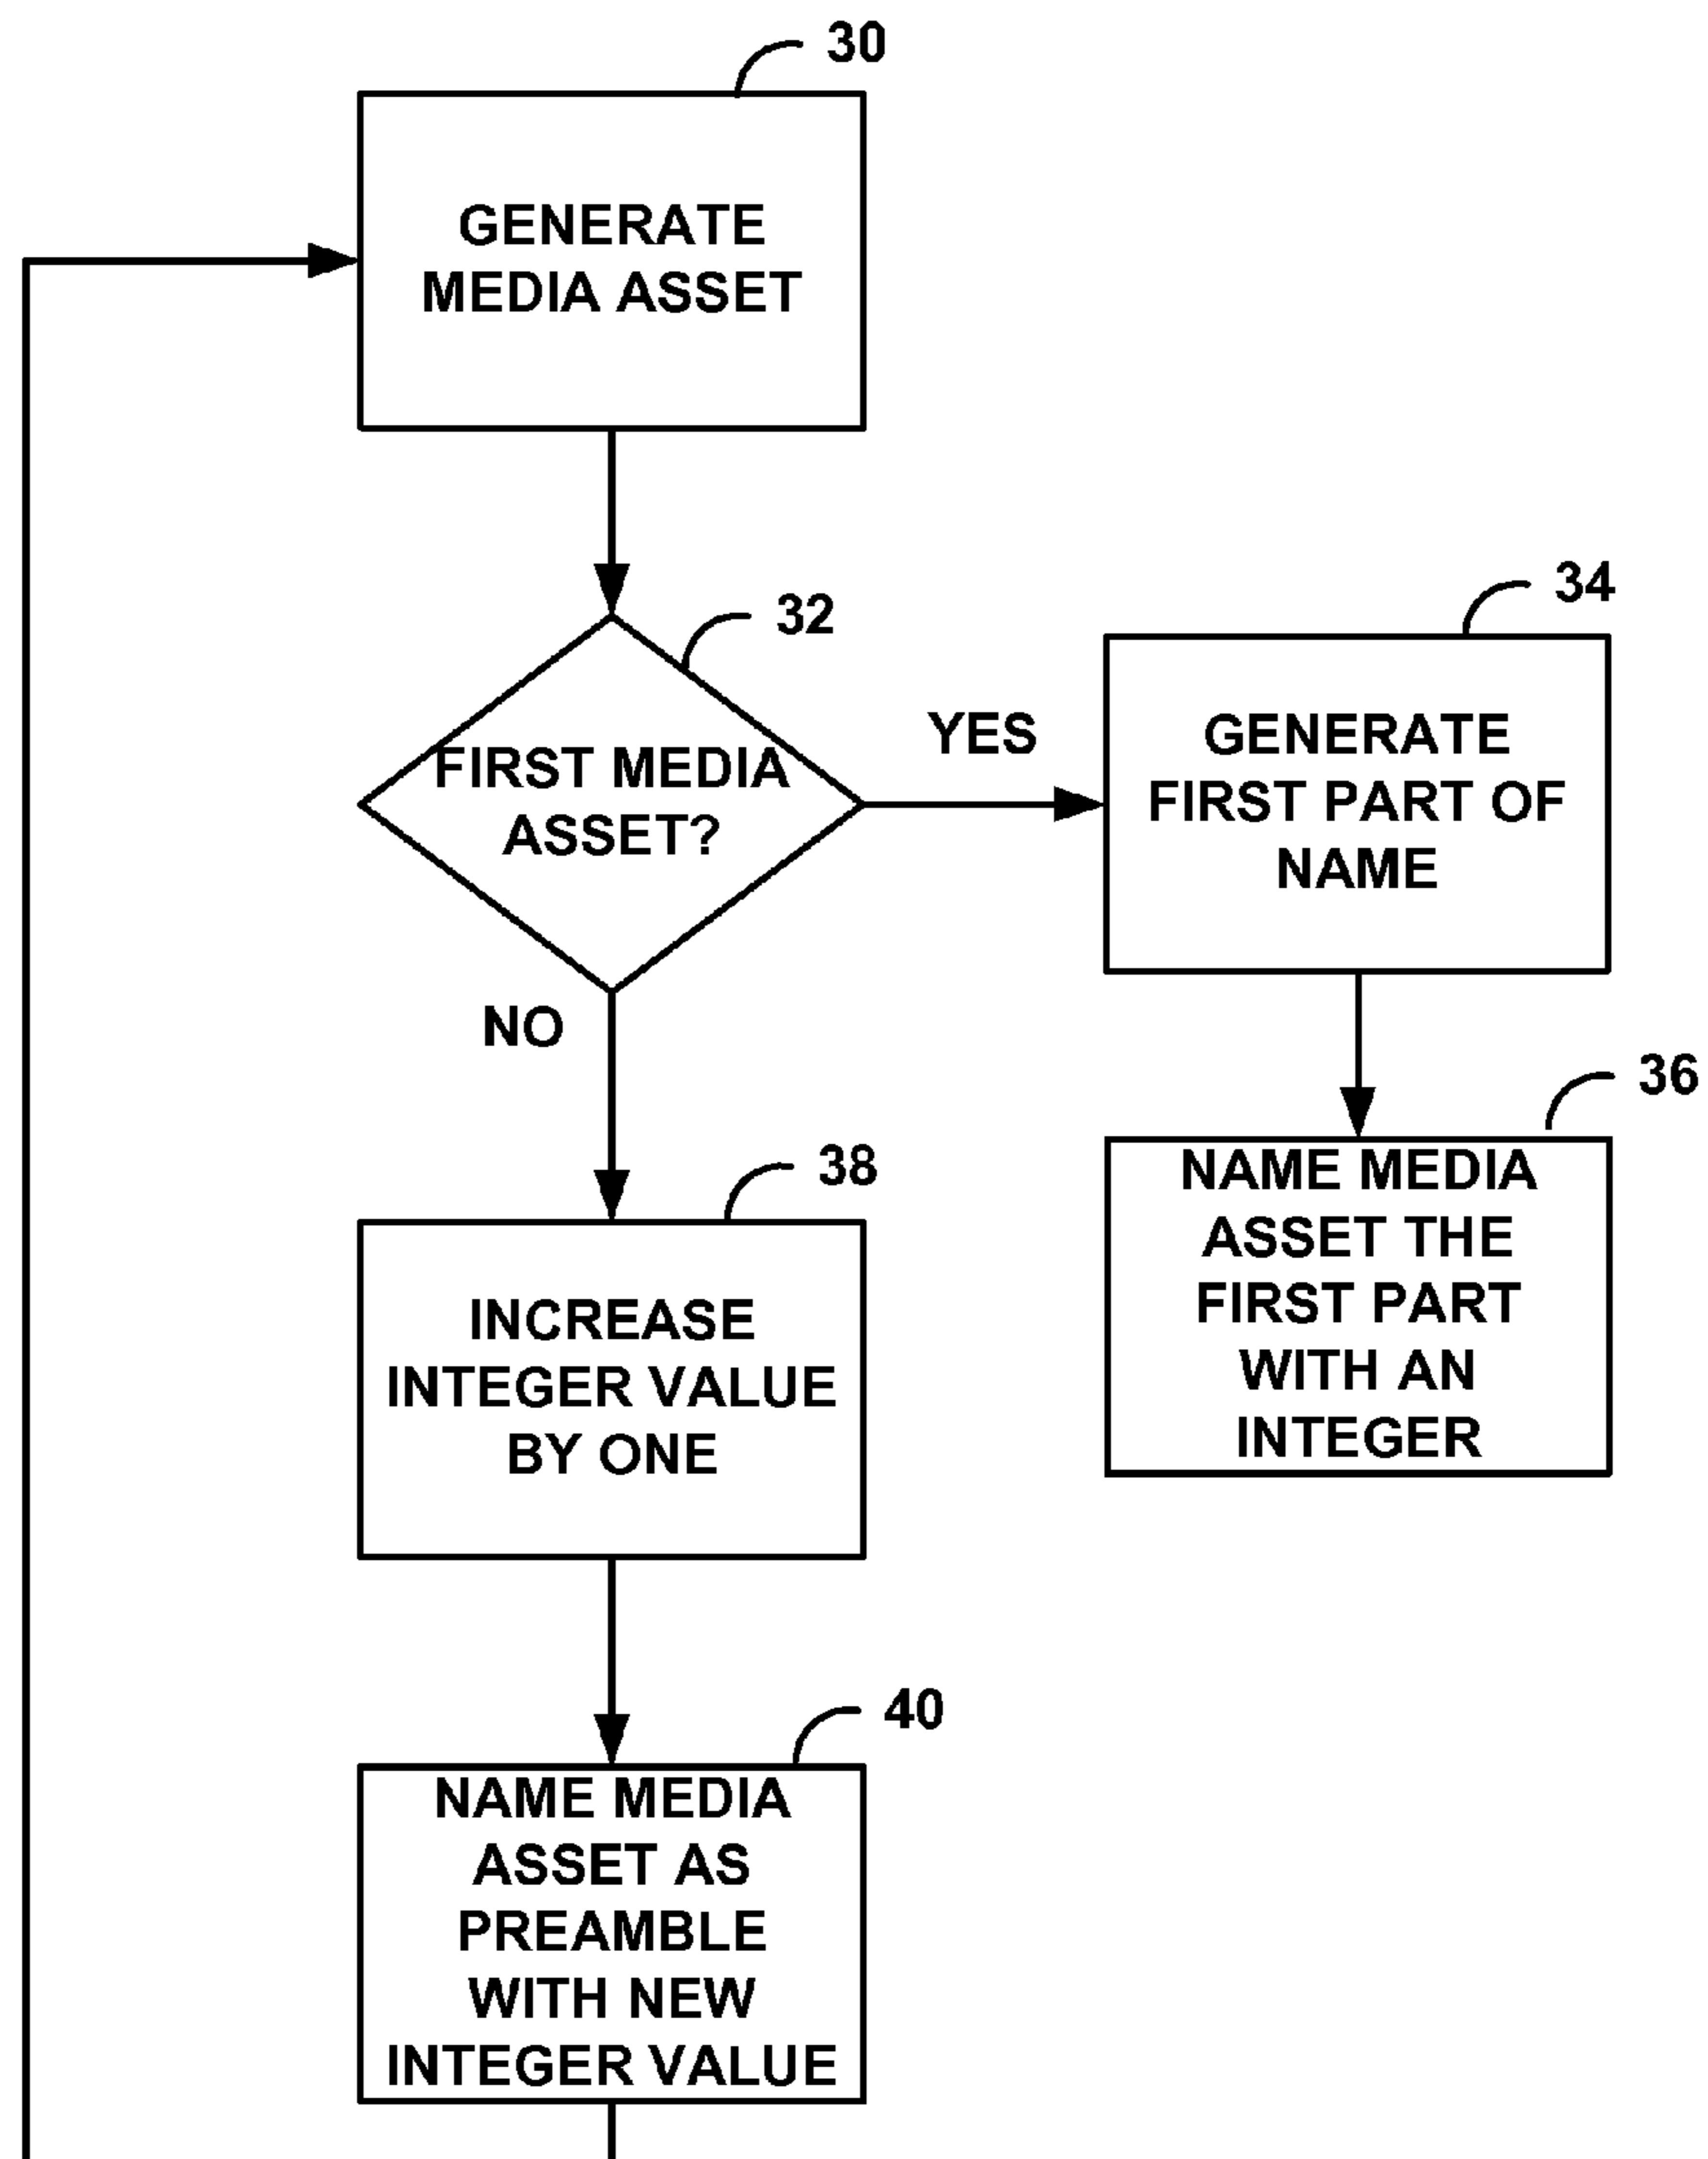 30
GENERATE
MEDIA ASSET
32
FIRST MEDIA
ASSET?
YES
34
GENERATE
FIRST PART OF
NAME
36
NAME MEDIA
ASSET THE
FIRST PART
WITH AN
INTEGER
NO
38
INCREASE
INTEGER VALUE
BY ONE
40
NAME MEDIA
ASSET AS
PREAMBLE
WITH NEW
INTEGER VALUE